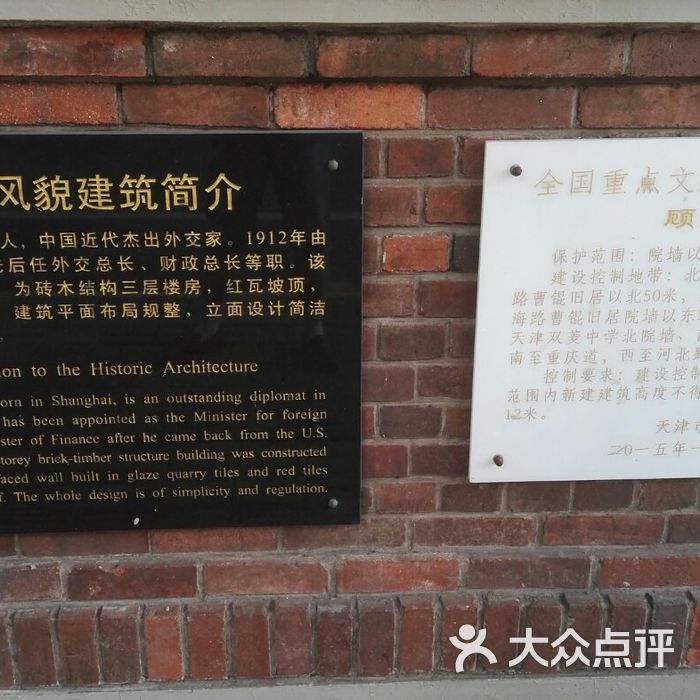 风貌建筑简介
人，中国近代杰出外交家。1912年由
后任外交总长、财政总长等职。该
为砖木结构三层楼房，红瓦坡顶，
建筑平面布局规整，立面设计简洁
。
ion to the Historic Architecture
orn in Shanghai, is an outstanding diplomat in
has been appointed as the Minister for foreign
ster of Finance after he came back from the U.S.
torey brick-timber structure building was constructed
faced wall built in glaze quarry tiles and red tiles
f. The whole design is of simplicity and regulation.
全国重点文
顾
保护范围：院墙以
建设控制地带：北
路曹锟旧居以北50米，
海路曹锟旧居院墙以东5
天津双菱中学北院墙、
南至重庆道，西至河北
控制要求：建设控制
范围内新建建筑高度不得
12米。
天津市
二〇一五年一
大众点评